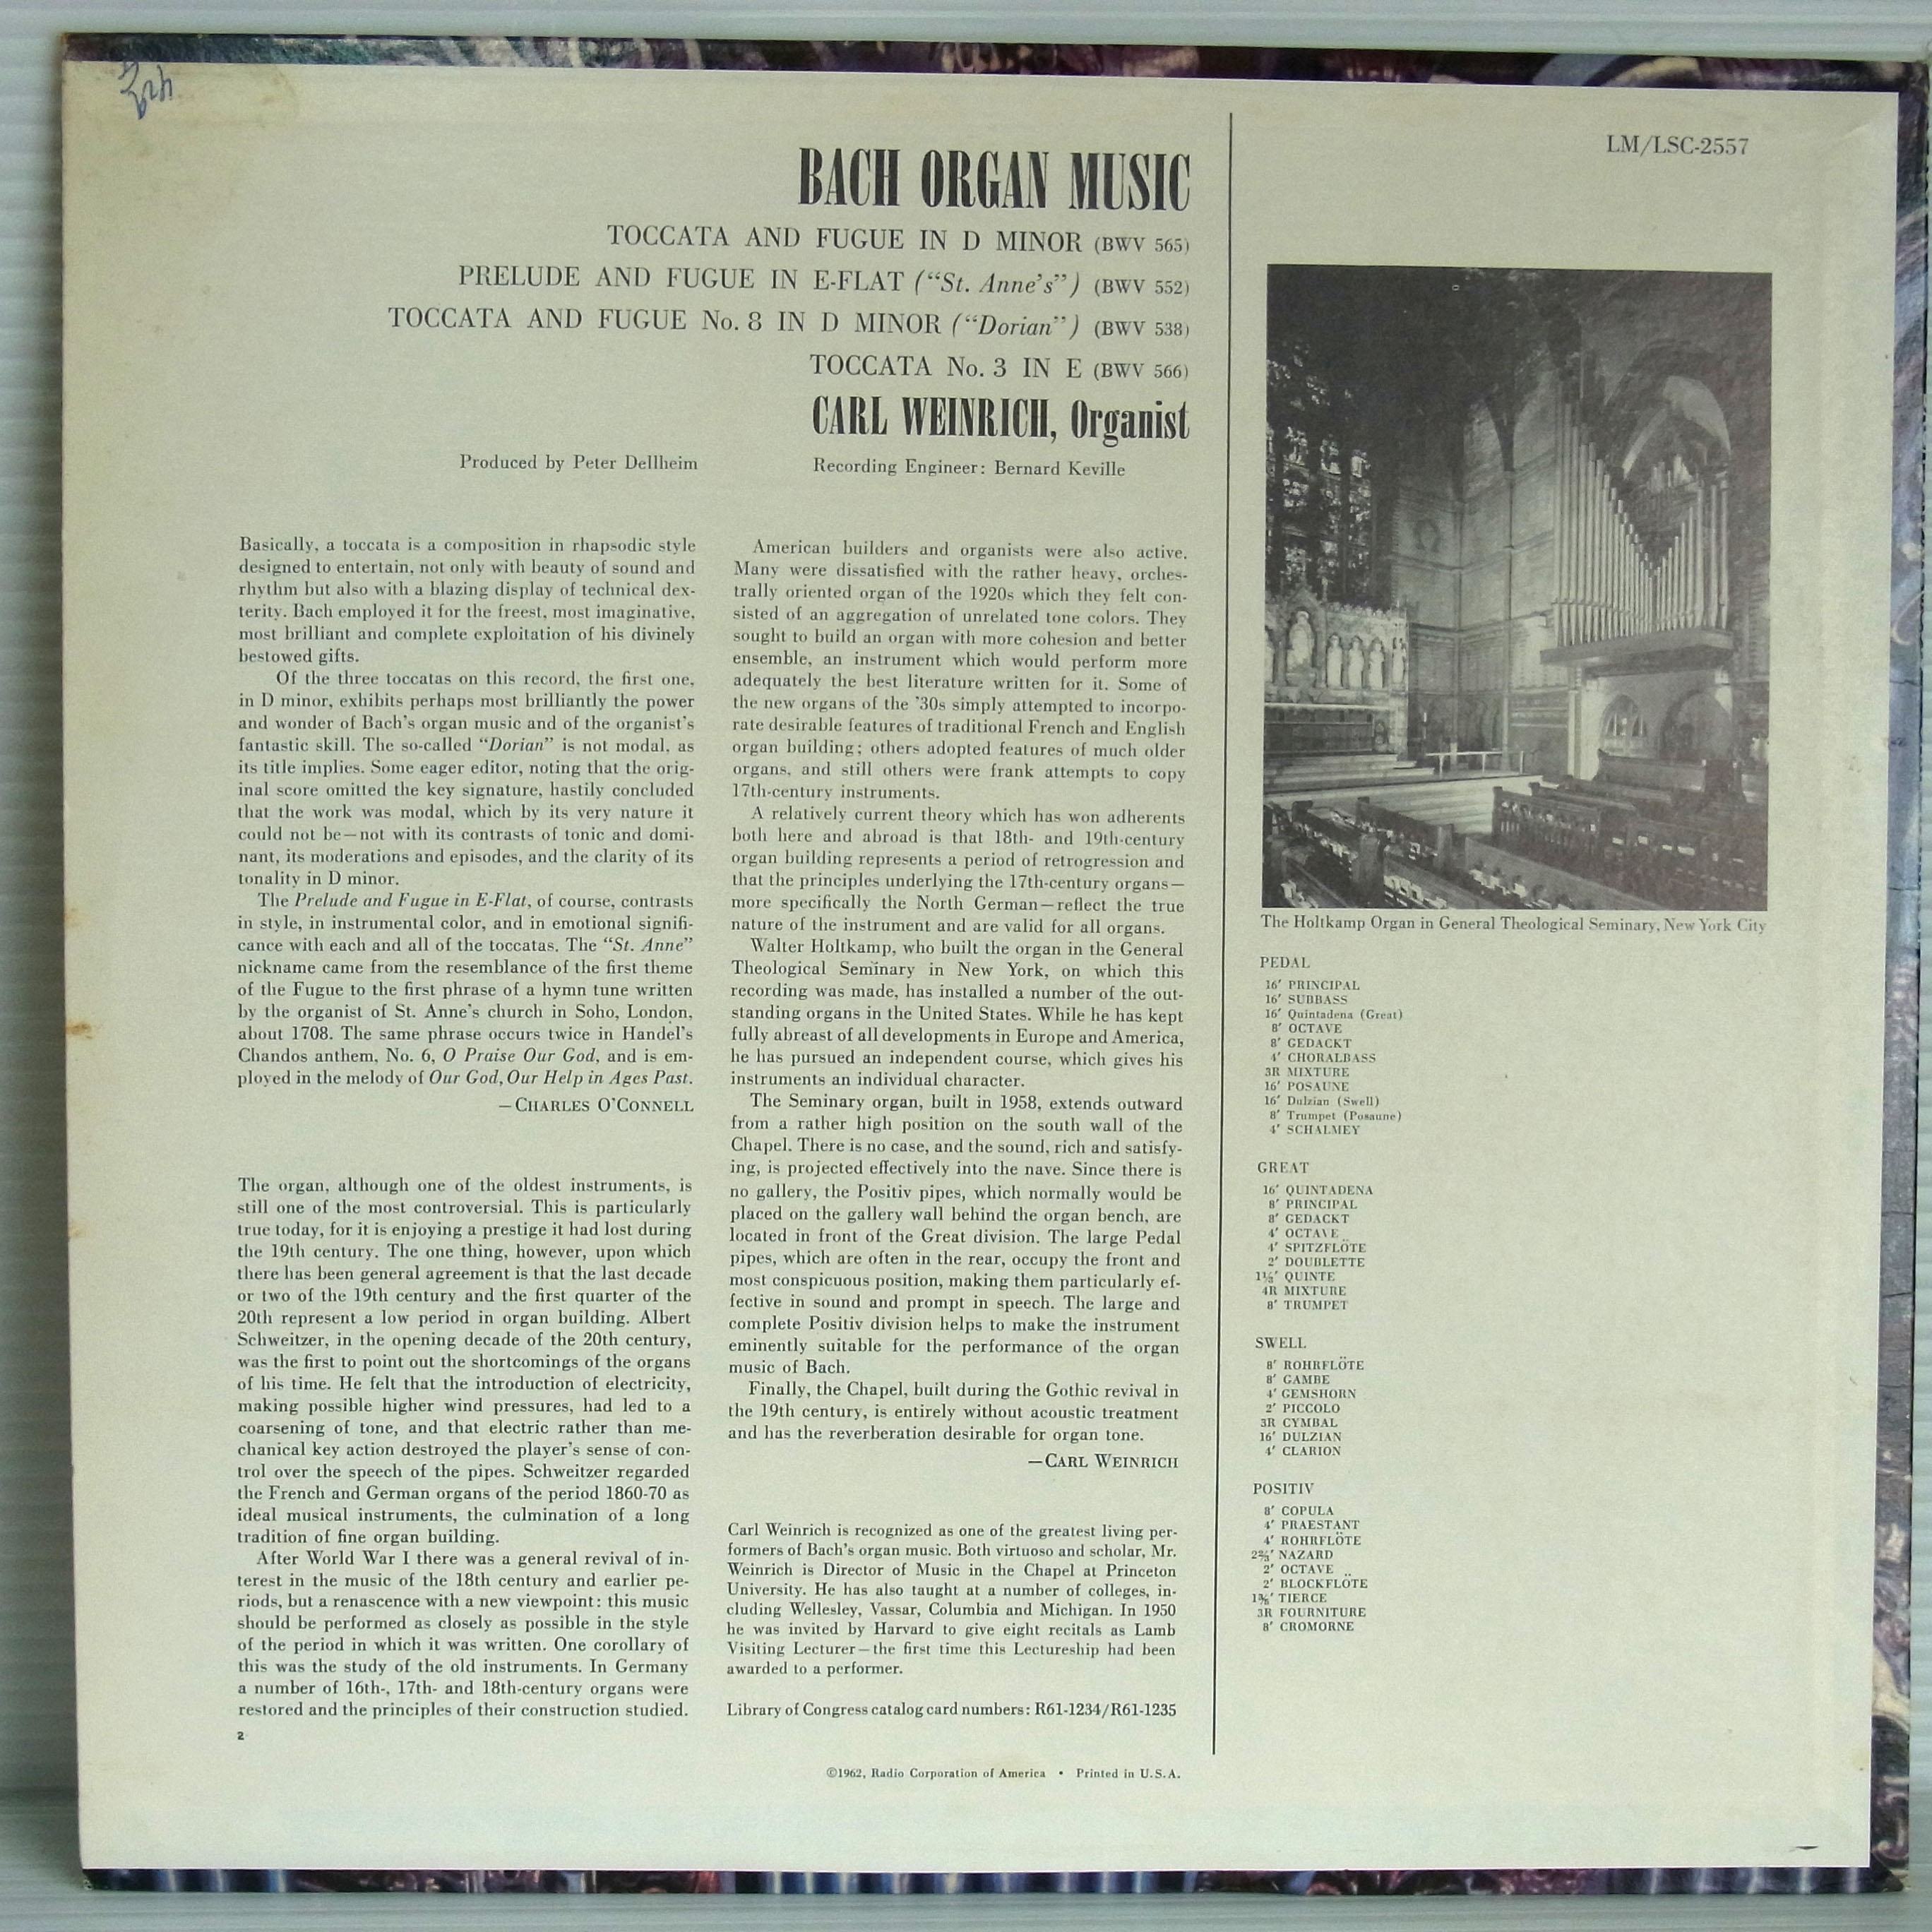 LM/LSC-2557
BACH ORGAN MUSIC
TOCCATA AND FUGUE IN D MINOR (BWV 565)
PRELUDE AND FUGUE IN E-FLAT (“St. Anne’s”) (BWV 552)
TOCCATA AND FUGUE No. 8 IN D MINOR (“Dorian”) (BWV 538)
TOCCATA No. 3 IN E (BWV 566)
CARL WEINRICH, Organist
Produced by Peter Dellheim
Recording Engineer: Bernard Keville
Basically, a toccata is a composition in rhapsodic style
designed to entertain, not only with beauty of sound and
rhythm but also with a blazing display of technical dex-
terity. Bach employed it for the freest, most imaginative,
most brilliant and complete exploitation of his divinely
bestowed gifts.
Of the three toccatas on this record, the first one,
in D minor, exhibits perhaps most brilliantly the power
and wonder of Bach’s organ music and of the organist’s
fantastic skill. The so-called “Dorian” is not modal, as
its title implies. Some eager editor, noting that the orig-
inal score omitted the key signature, hastily concluded
that the work was modal, which by its very nature it
could not be—not with its contrasts of tonic and domi-
nant, its moderations and episodes, and the clarity of its
tonality in D minor.
The Prelude and Fugue in E-Flat, of course, contrasts
in style, in instrumental color, and in emotional signifi-
cance with each and all of the toccatas. The “St. Anne”
nickname came from the resemblance of the first theme
of the Fugue to the first phrase of a hymn tune written
by the organist of St. Anne’s church in Soho, London,
about 1708. The same phrase occurs twice in Handel’s
Chandos anthem, No. 6, O Praise Our God, and is em-
ployed in the melody of Our God, Our Help in Ages Past.
—CHARLES O’CONNELL
The organ, although one of the oldest instruments, is
still one of the most controversial. This is particularly
true today, for it is enjoying a prestige it had lost during
the 19th century. The one thing, however, upon which
there has been general agreement is that the last decade
or two of the 19th century and the first quarter of the
20th represent a low period in organ building. Albert
Schweitzer, in the opening decade of the 20th century,
was the first to point out the shortcomings of the organs
of his time. He felt that the introduction of electricity,
making possible higher wind pressures, had led to a
coarsening of tone, and that electric rather than me-
chanical key action destroyed the player’s sense of con-
trol over the speech of the pipes. Schweitzer regarded
the French and German organs of the period 1860-70 as
ideal musical instruments, the culmination of a long
tradition of fine organ building.
After World War I there was a general revival of in-
terest in the music of the 18th century and earlier pe-
riods, but a renascence with a new viewpoint: this music
should be performed as closely as possible in the style
of the period in which it was written. One corollary of
this was the study of the old instruments. In Germany
a number of 16th-, 17th- and 18th-century organs were
restored and the principles of their construction studied.
2
American builders and organists were also active.
Many were dissatisfied with the rather heavy, orches-
trally oriented organ of the 1920s which they felt con-
sisted of an aggregation of unrelated tone colors. They
sought to build an organ with more cohesion and better
ensemble, an instrument which would perform more
adequately the best literature written for it. Some of
the new organs of the ’30s simply attempted to incorpo-
rate desirable features of traditional French and English
organ building; others adopted features of much older
organs, and still others were frank attempts to copy
17th-century instruments.
A relatively current theory which has won adherents
both here and abroad is that 18th- and 19th-century
organ building represents a period of retrogression and
that the principles underlying the 17th-century organs—
more specifically the North German—reflect the true
nature of the instrument and are valid for all organs.
Walter Holtkamp, who built the organ in the General
Theological Seminary in New York, on which this
recording was made, has installed a number of the out-
standing organs in the United States. While he has kept
fully abreast of all developments in Europe and America,
he has pursued an independent course, which gives his
instruments an individual character.
The Seminary organ, built in 1958, extends outward
from a rather high position on the south wall of the
Chapel. There is no case, and the sound, rich and satisfy-
ing, is projected effectively into the nave. Since there is
no gallery, the Positiv pipes, which normally would be
placed on the gallery wall behind the organ bench, are
located in front of the Great division. The large Pedal
pipes, which are often in the rear, occupy the front and
most conspicuous position, making them particularly ef-
fective in sound and prompt in speech. The large and
complete Positiv division helps to make the instrument
eminently suitable for the performance of the organ
music of Bach.
Finally, the Chapel, built during the Gothic revival in
the 19th century, is entirely without acoustic treatment
and has the reverberation desirable for organ tone.
—CARL WEINRICH
Carl Weinrich is recognized as one of the greatest living per-
formers of Bach’s organ music. Both virtuoso and scholar, Mr.
Weinrich is Director of Music in the Chapel at Princeton
University. He has also taught at a number of colleges, in-
cluding Wellesley, Vassar, Columbia and Michigan. In 1950
he was invited by Harvard to give eight recitals as Lamb
Visiting Lecturer—the first time this Lectureship had been
awarded to a performer.
Library of Congress catalog card numbers: R61-1234/R61-1235
©1962, Radio Corporation of America • Printed in U.S.A.
The Holtkamp Organ in General Theological Seminary, New York City
PEDAL
16′ PRINCIPAL
16′ SUBBASS
16′ Quintadena (Great)
8′ OCTAVE
8′ GEDACKT
4′ CHORALBASS
3R MIXTURE
16′ POSAUNE
16′ Dulzian (Swell)
8′ Trumpet (Posaune)
4′ SCHALMEY
GREAT
16′ QUINTADENA
8′ PRINCIPAL
8′ GEDACKT
4′ OCTAVE
4′ SPITZFLÖTE
2′ DOUBLETTE
1⅓′ QUINTE
4R MIXTURE
8′ TRUMPET
SWELL
8′ ROHRFLÖTE
8′ GAMBE
4′ GEMSHORN
2′ PICCOLO
3R CYMBAL
16′ DULZIAN
4′ CLARION
POSITIV
8′ COPULA
4′ PRAESTANT
4′ ROHRFLÖTE
2⅔′ NAZARD
2′ OCTAVE
2′ BLOCKFLÖTE
1⅗′ TIERCE
3R FOURNITURE
8′ CROMORNE